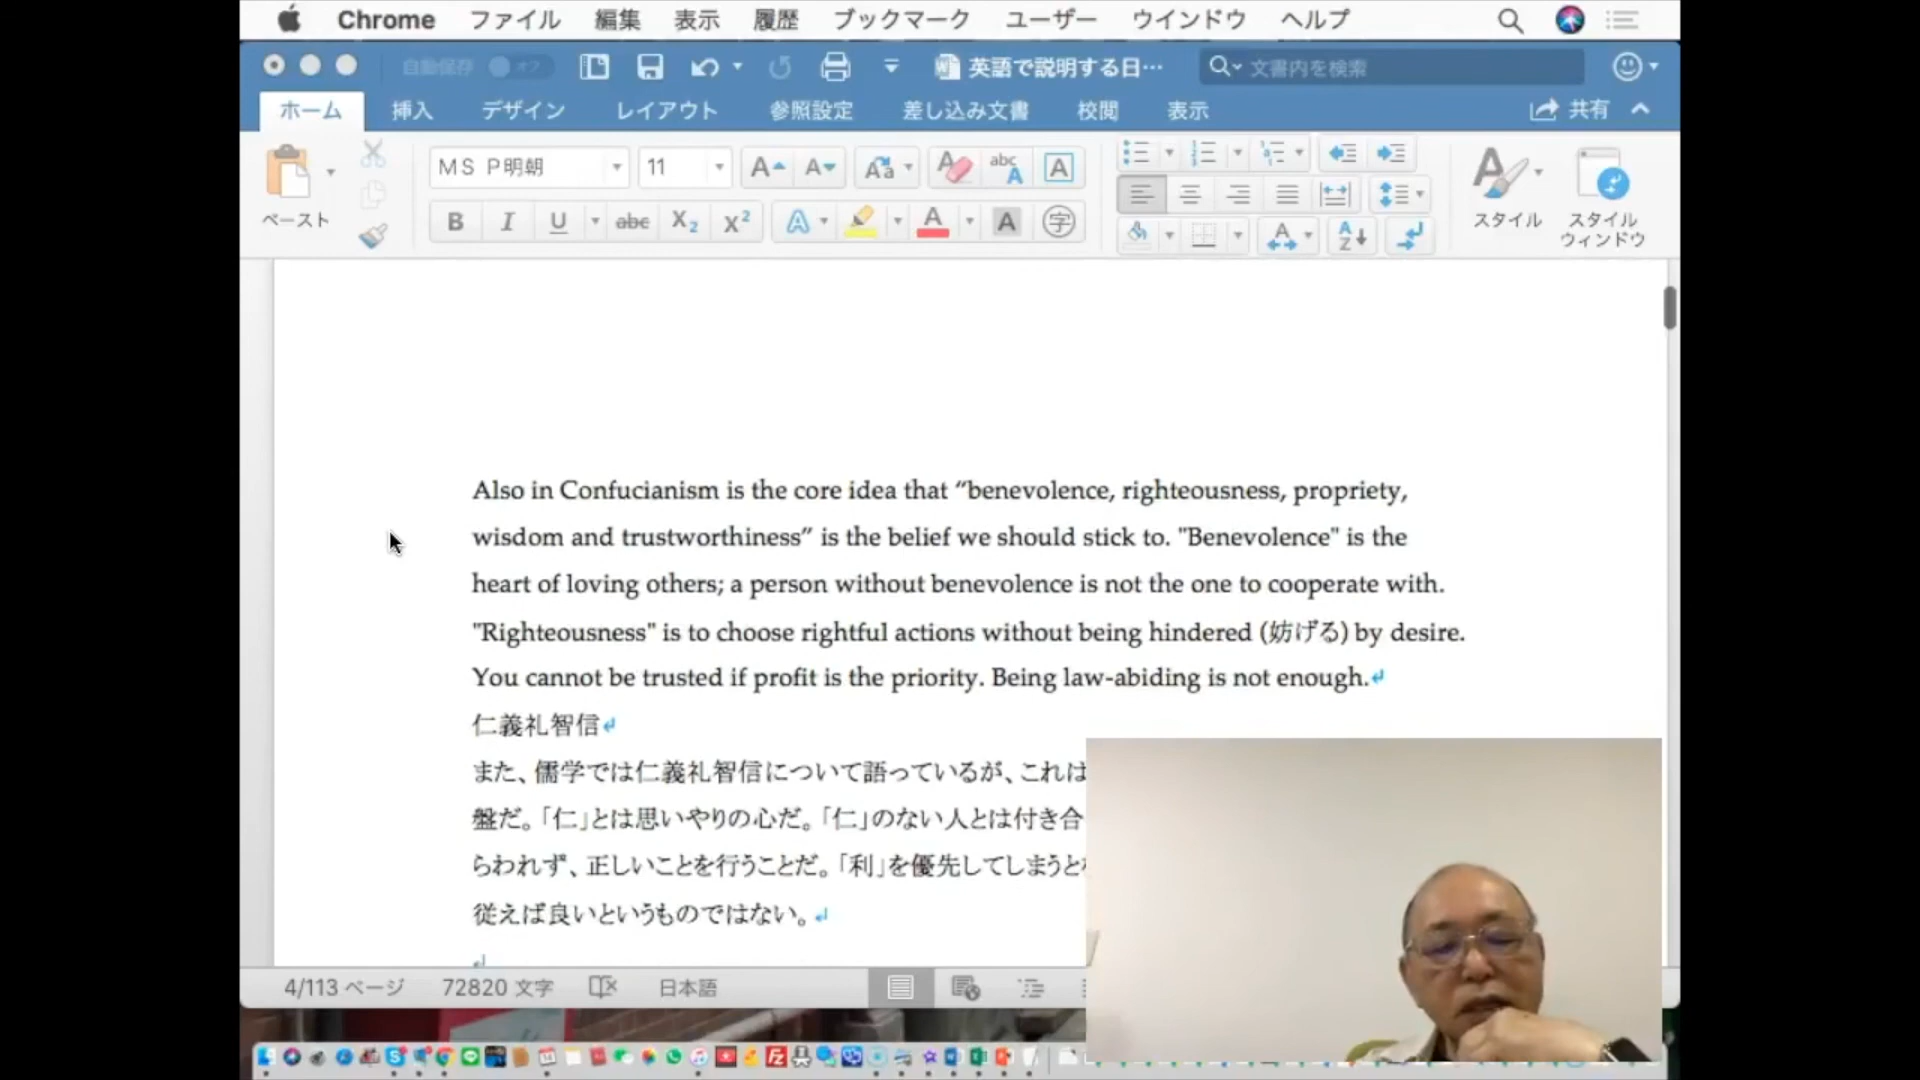 Chrome ファイル 編集 表示 履歴 ブックマーク ユーザー ウインドウ ヘルプ
自動保存 オフ 英語で説明する日… 文書内を検索
ホーム 挿入 デザイン レイアウト 参照設定 差し込み文書 校閲 表示 共有
MS P明朝 11
ペースト スタイル スタイル
ウィンドウ
Also in Confucianism is the core idea that “benevolence, righteousness, propriety,
wisdom and trustworthiness” is the belief we should stick to. "Benevolence" is the
heart of loving others; a person without benevolence is not the one to cooperate with.
"Righteousness" is to choose rightful actions without being hindered (妨げる) by desire.
You cannot be trusted if profit is the priority. Being law-abiding is not enough.
仁義礼智信
また、儒学では仁義礼智信について語っているが、これは
盤だ。「仁」とは思いやりの心だ。「仁」のない人とは付き合
らわれず、正しいことを行うことだ。「利」を優先してしまうと
従えば良いというものではない。
4/113 ページ 72820 文字 日本語